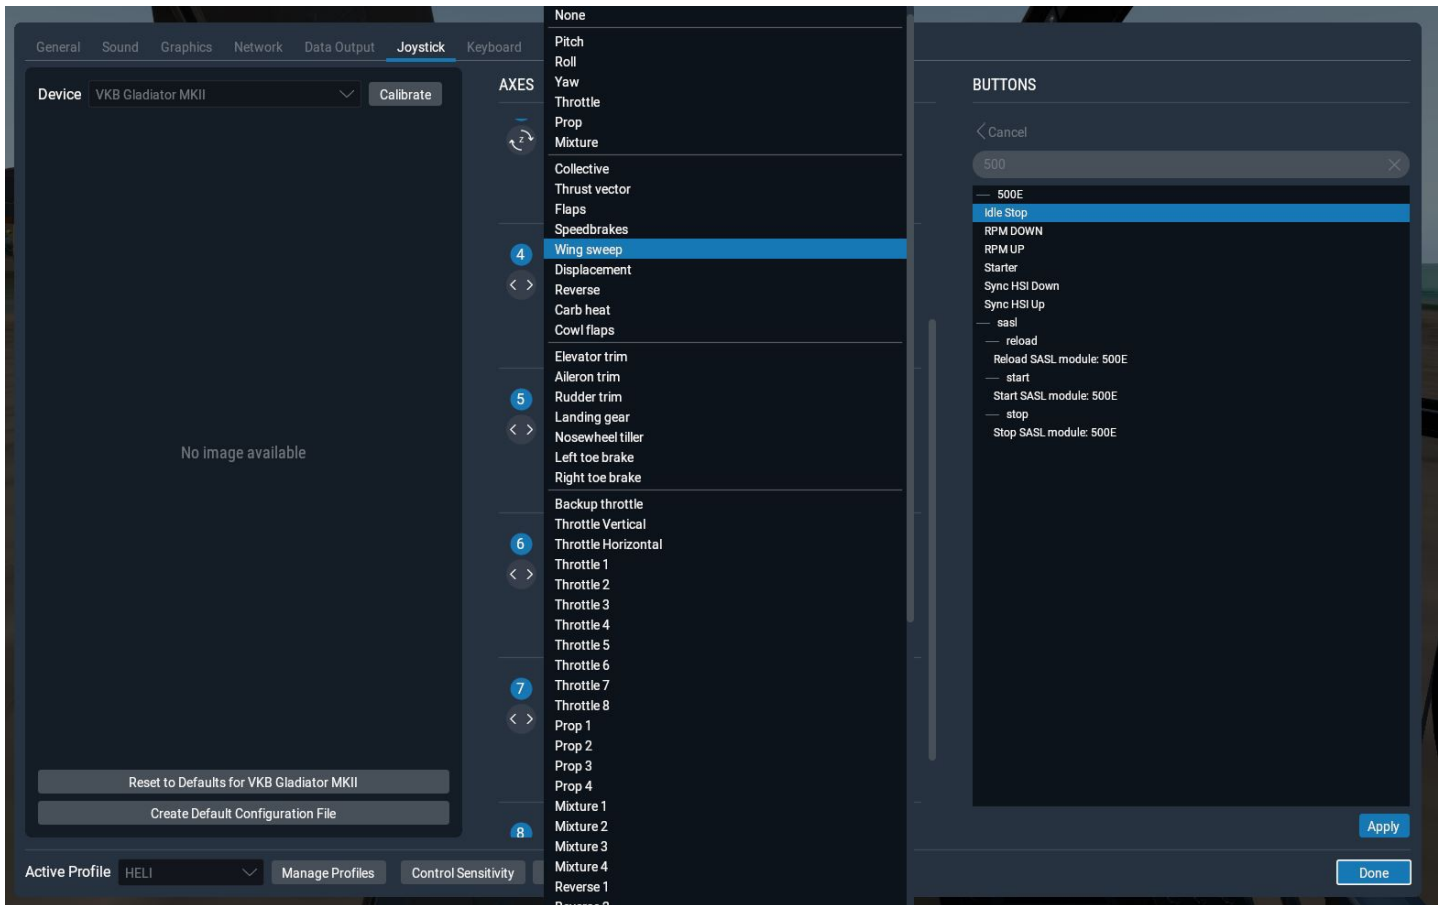 General Sound Graphics Network Data Output Joystick Keyboard
Device VKB Gladiator MKII Calibrate
No image available
Reset to Defaults for VKB Gladiator MKII
Create Default Configuration File
Active Profile HELI Manage Profiles Control Sensitivity
AXES
z
4
5
6
7
8
None
Pitch
Roll
Yaw
Throttle
Prop
Mixture
Collective
Thrust vector
Flaps
Speedbrakes
Wing sweep
Displacement
Reverse
Carb heat
Cowl flaps
Elevator trim
Aileron trim
Rudder trim
Landing gear
Nosewheel tiller
Left toe brake
Right toe brake
Backup throttle
Throttle Vertical
Throttle Horizontal
Throttle 1
Throttle 2
Throttle 3
Throttle 4
Throttle 5
Throttle 6
Throttle 7
Throttle 8
Prop 1
Prop 2
Prop 3
Prop 4
Mixture 1
Mixture 2
Mixture 3
Mixture 4
Reverse 1
BUTTONS
Cancel
500
500E
Idle Stop
RPM DOWN
RPM UP
Starter
Sync HSI Down
Sync HSI Up
sasl
reload
Reload SASL module: 500E
start
Start SASL module: 500E
stop
Stop SASL module: 500E
Apply
Done